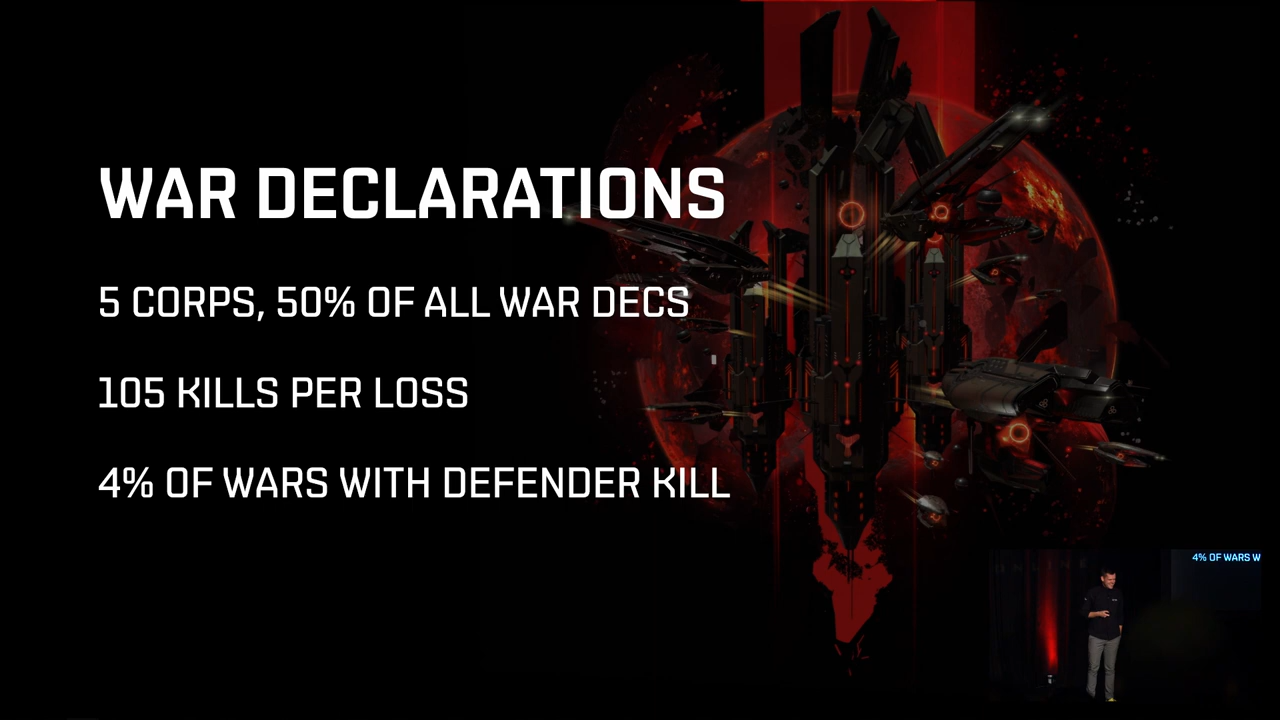 WAR DECLARATIONS
5 CORPS, 50% OF ALL WAR DECS
105 KILLS PER LOSS
4% OF WARS WITH DEFENDER KILL
4% OF WARS W